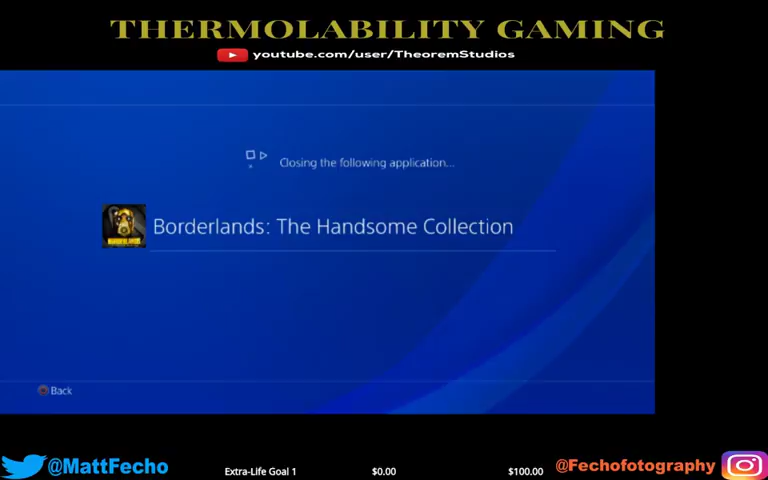 THERMOLABILITY GAMING
youtube.com/user/TheoremStudios
Closing the following application...
Borderlands: The Handsome Collection
Back
@MattFecho
Extra-Life Goal 1 $0.00 $100.00
@Fechofotography